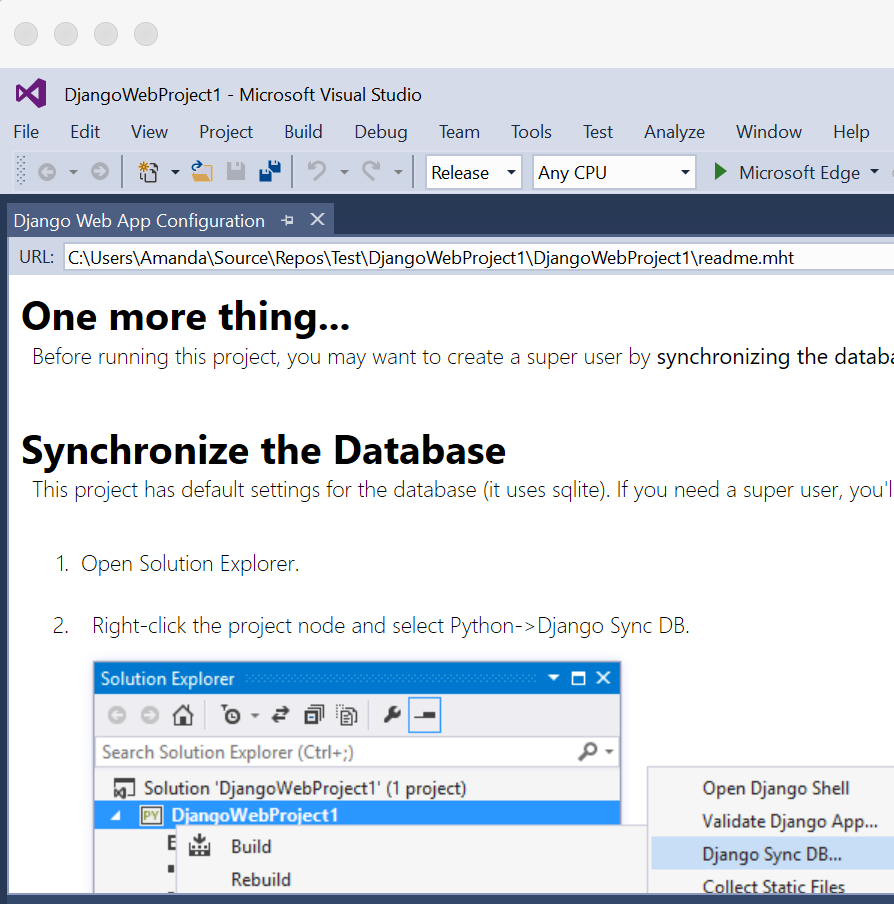 DjangoWebProject1 - Microsoft Visual Studio
File Edit View Project Build Debug Team Tools Test Analyze Window Help
Release Any CPU Microsoft Edge
Django Web App Configuration
URL: C:\Users\Amanda\Source\Repos\Test\DjangoWebProject1\DjangoWebProject1\readme.mht
One more thing...
Before running this project, you may want to create a super user by synchronizing the databa
Synchronize the Database
This project has default settings for the database (it uses sqlite). If you need a super user, you'l
1. Open Solution Explorer.
2. Right-click the project node and select Python->Django Sync DB.
Solution Explorer
Search Solution Explorer (Ctrl+;)
Solution 'DjangoWebProject1' (1 project)
Open Django Shell
PY DjangoWebProject1
Validate Django App...
Build
Django Sync DB...
Rebuild
Collect Static Files